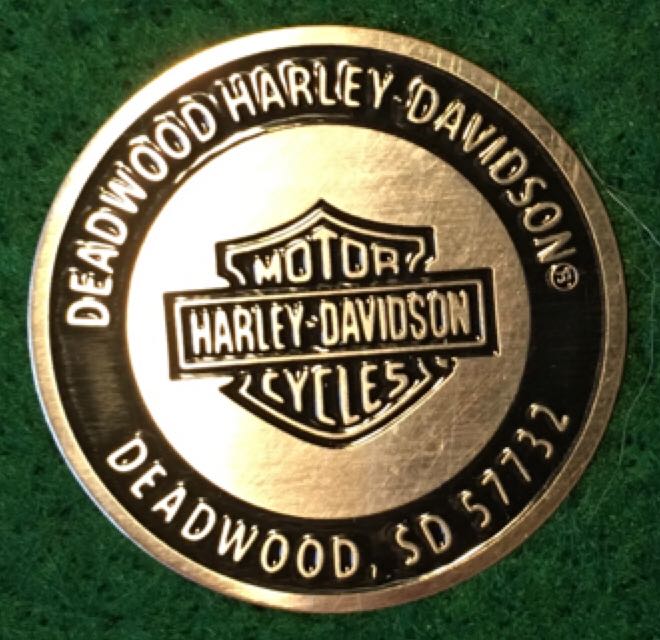 DEADWOOD HARLEY-DAVIDSON®
MOTOR
HARLEY-DAVIDSON
CYCLES
DEADWOOD, SD 57732